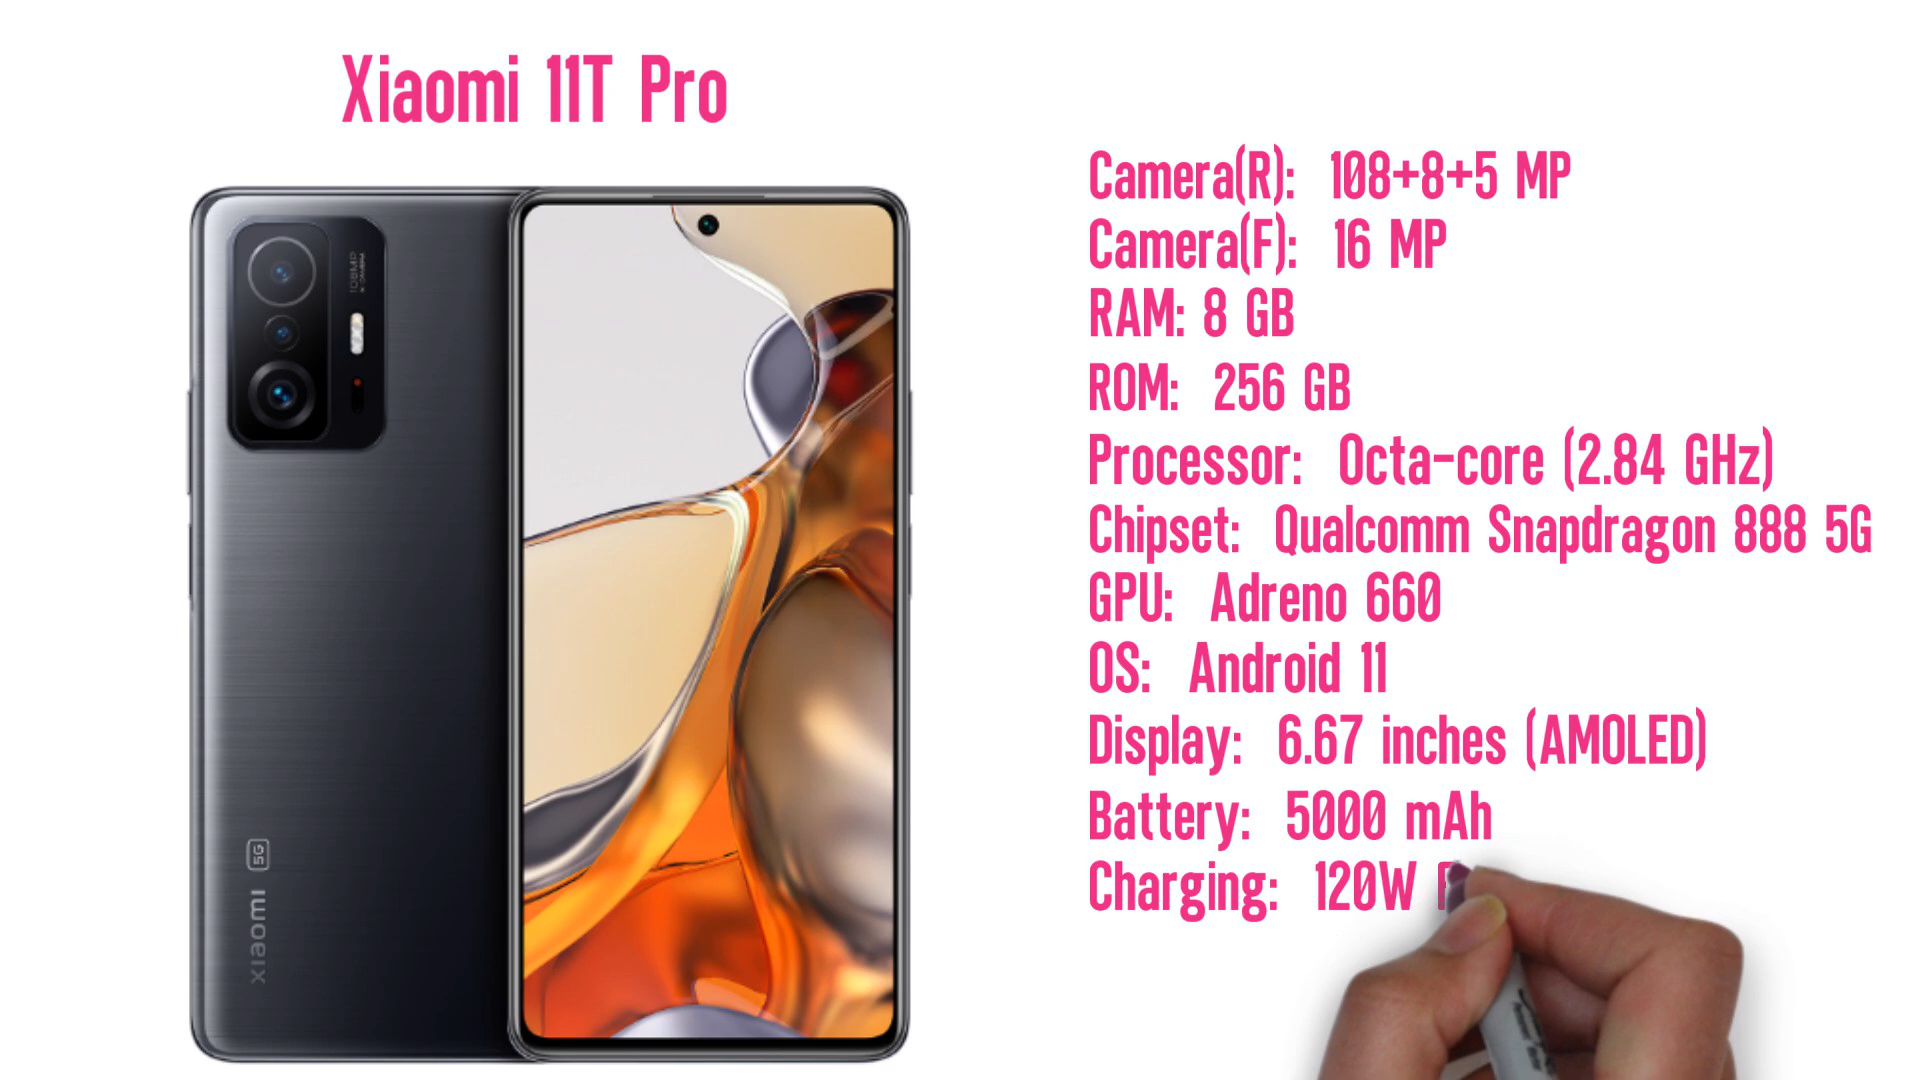 Xiaomi 11T Pro
108MP
5G
xiaomi
Camera(R): 108+8+5 MP
Camera(F): 16 MP
RAM: 8 GB
ROM: 256 GB
Processor: Octa-core (2.84 GHz)
Chipset: Qualcomm Snapdragon 888 5G
GPU: Adreno 660
OS: Android 11
Display: 6.67 inches (AMOLED)
Battery: 5000 mAh
Charging: 120W